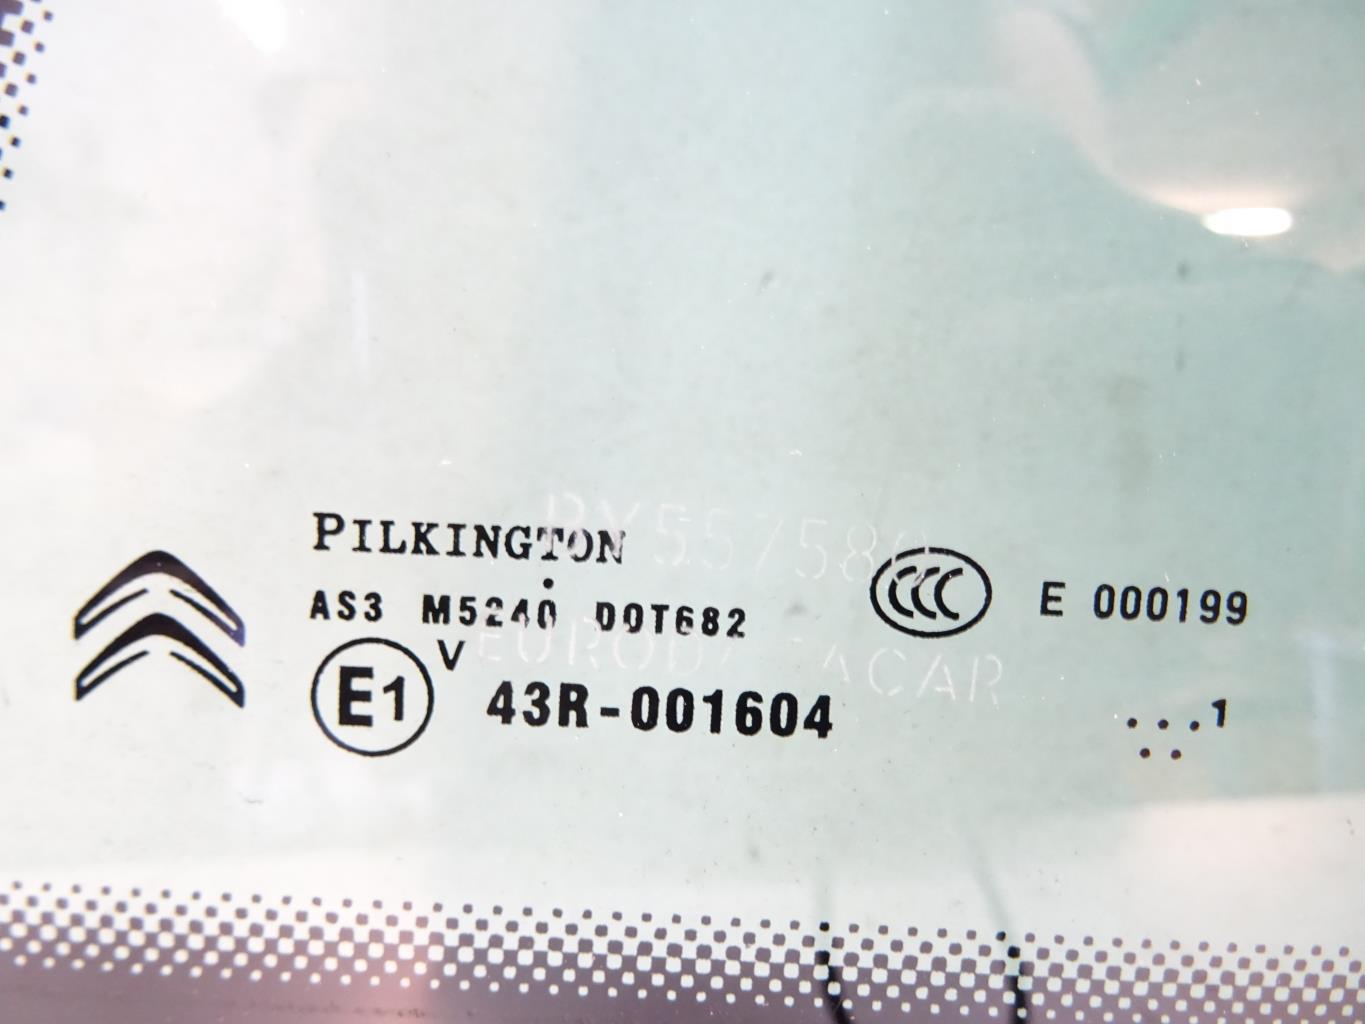 PILKINGTON
AS3 M5240 DOT682
CCC E 000199
E1 V 43R-001604
...1
..